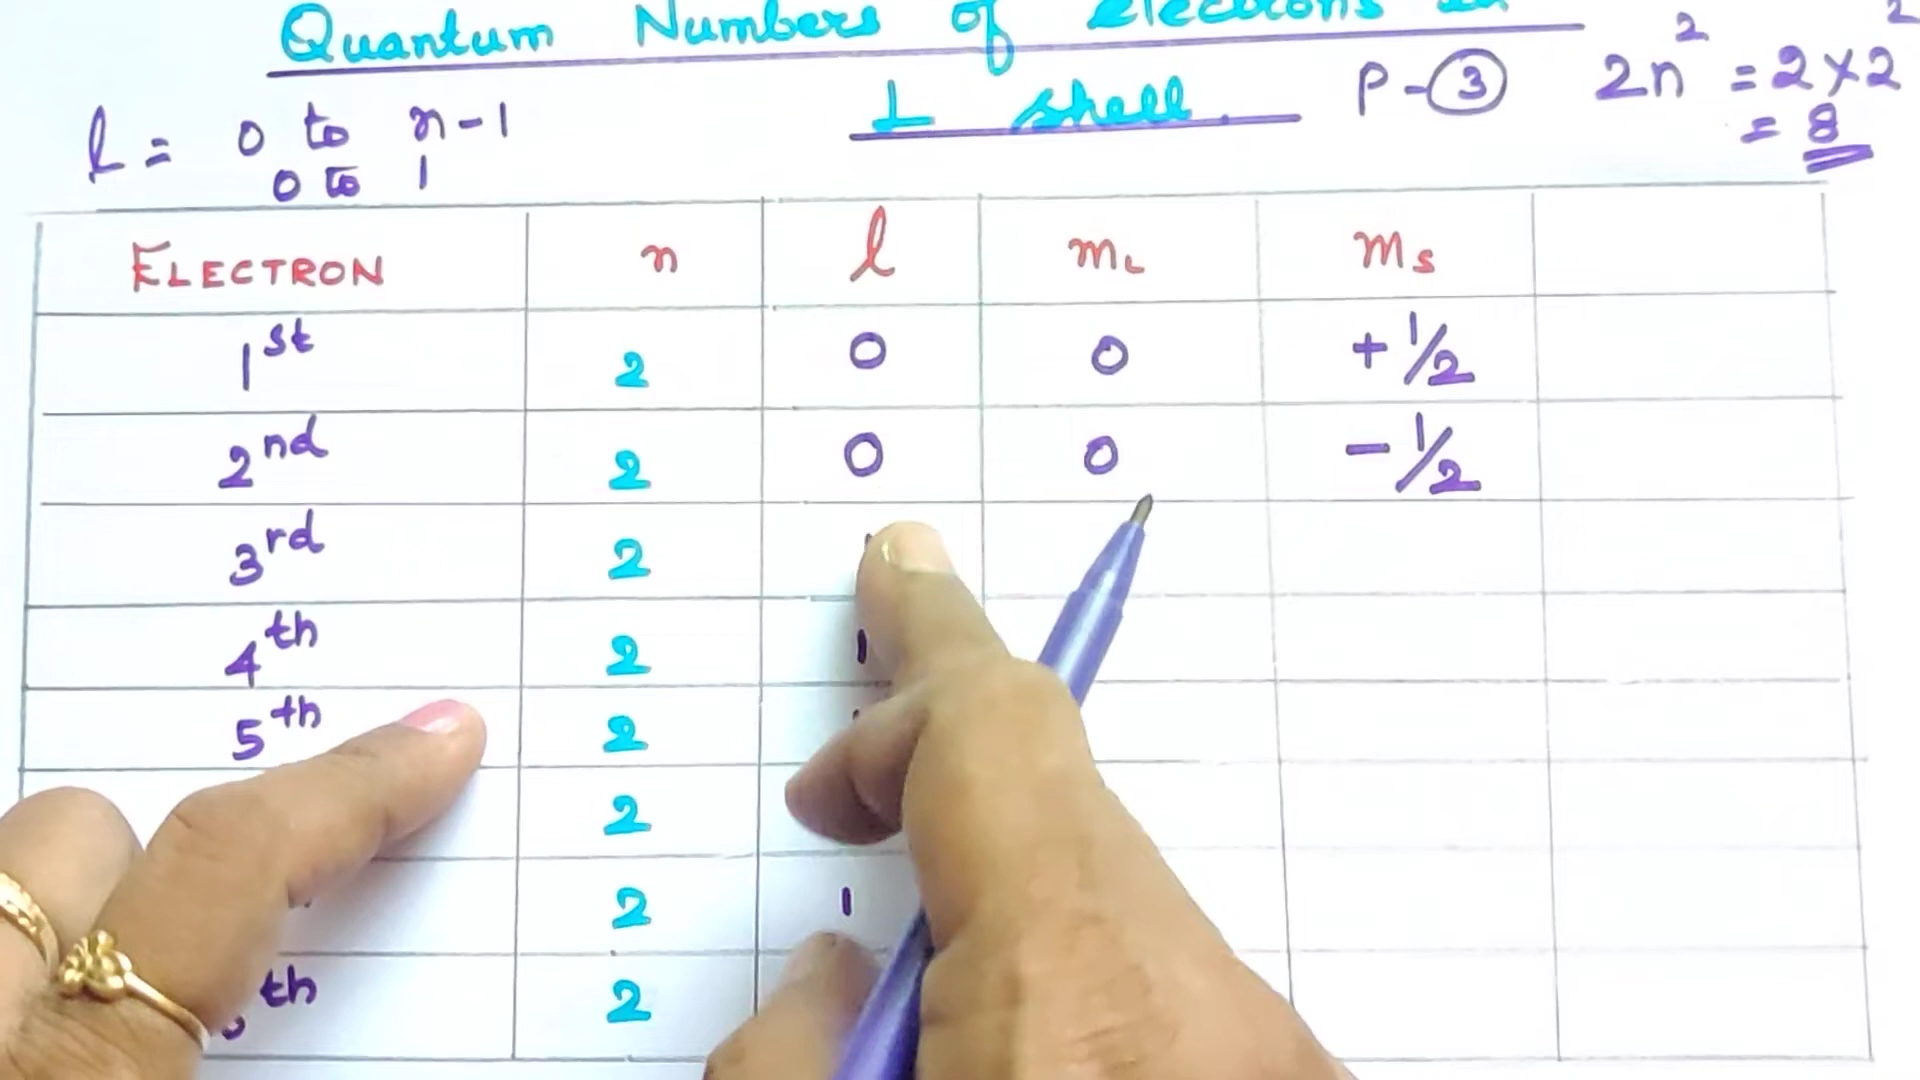 Quantum Numbers of electrons in
L shell.
P-③
2n² = 2×2²
= 8
l = 0 to n-1
0 to 1
ELECTRON n l mL ms
1st 2 0 0 +1/2
2nd 2 0 0 -1/2
3rd 2
4th 2 1
5th 2
2
2 1
th 2